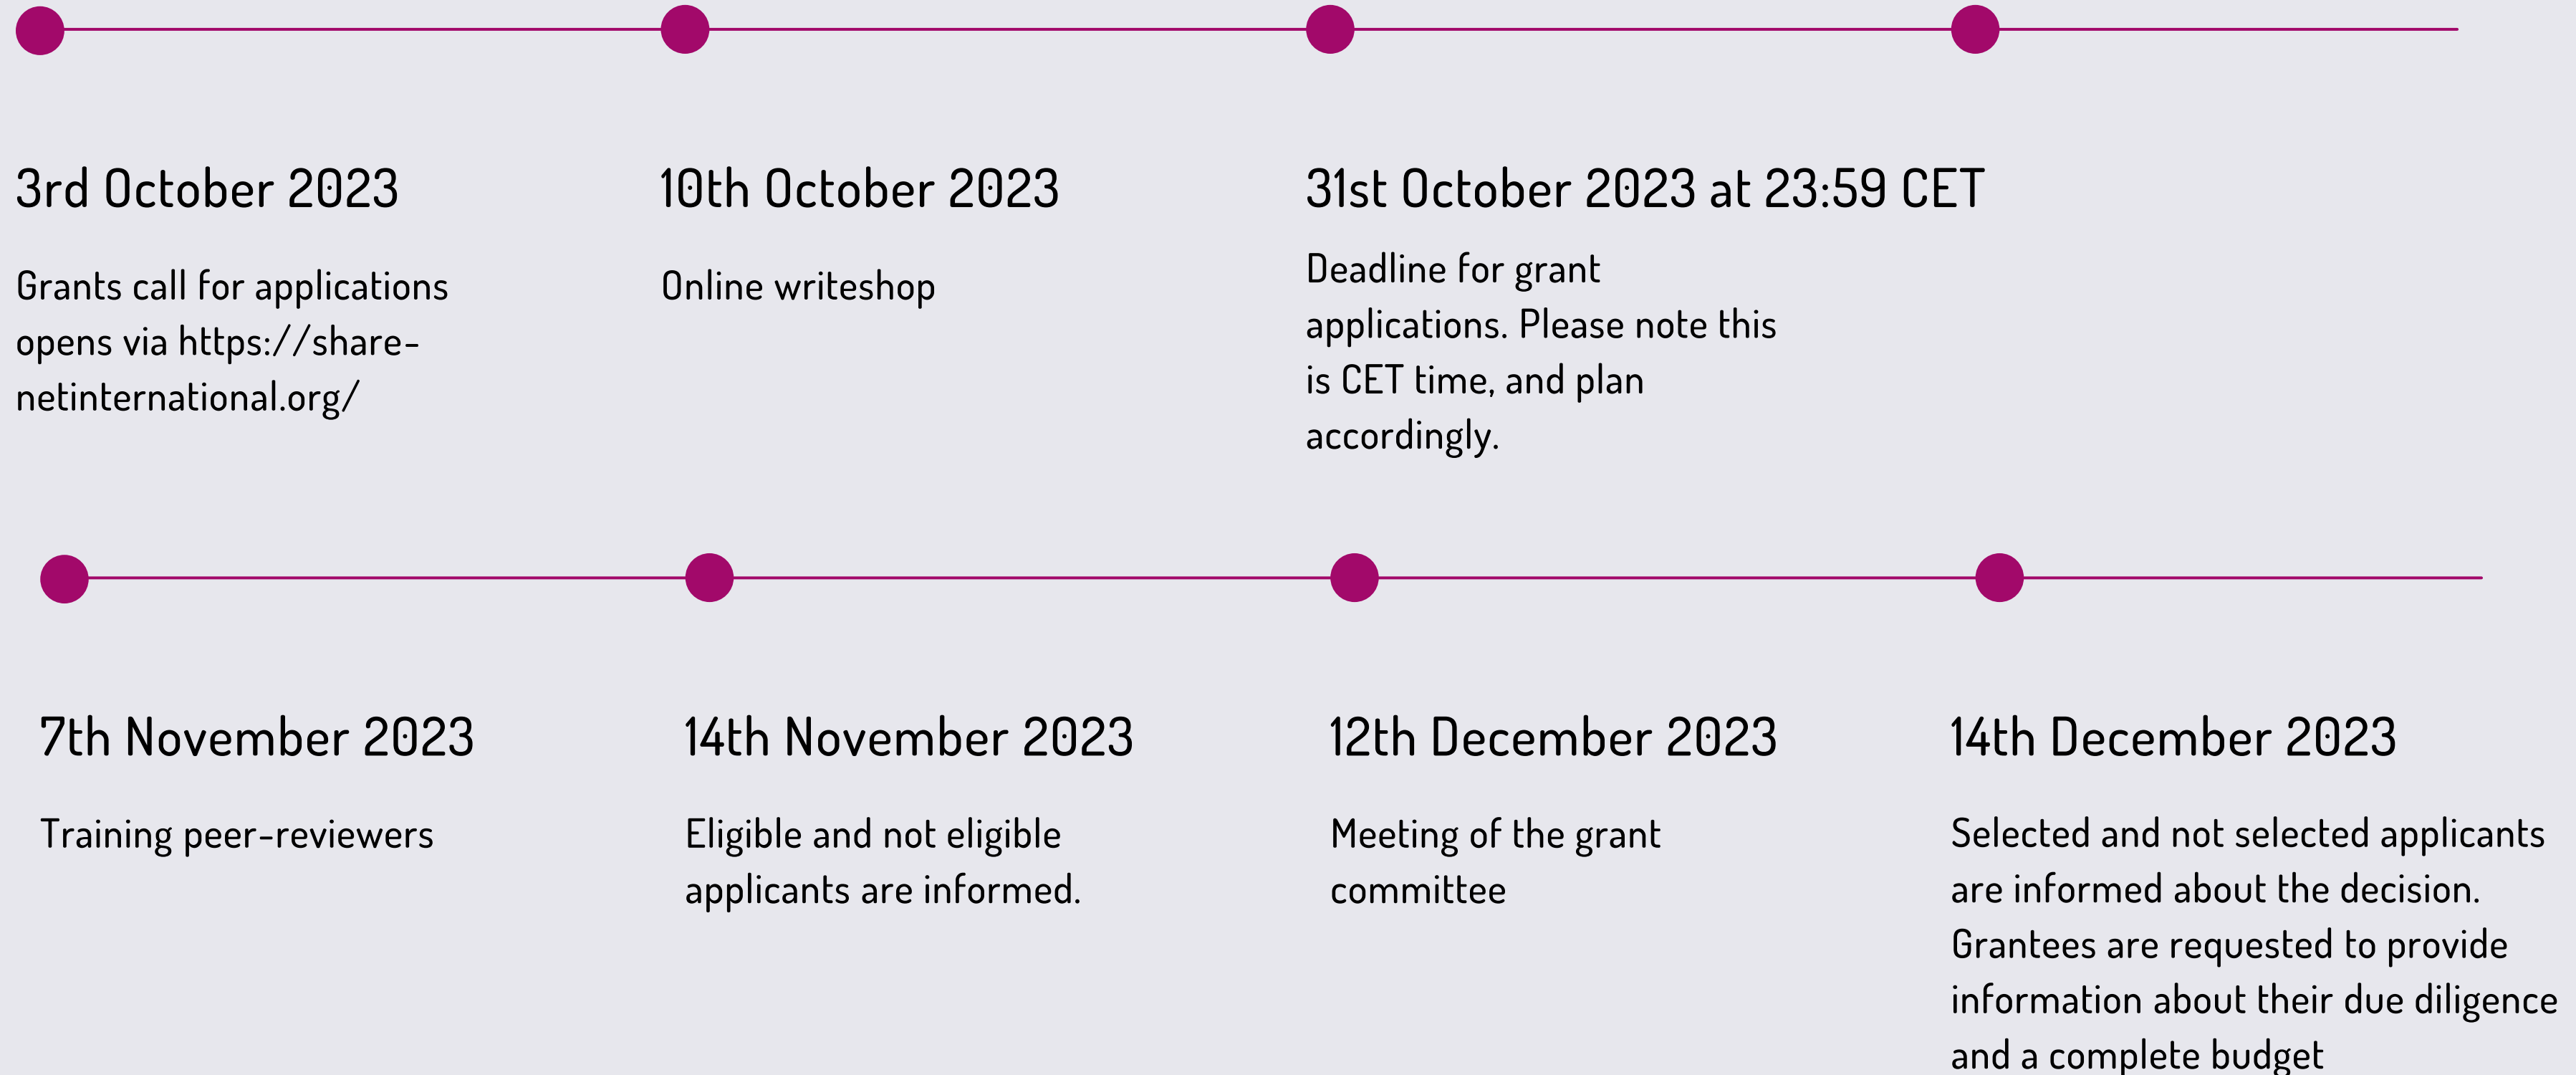 3rd October 2023
Grants call for applications
opens via https://share-
netinternational.org/
10th October 2023
Online writeshop
31st October 2023 at 23:59 CET
Deadline for grant
applications. Please note this
is CET time, and plan
accordingly.
7th November 2023
Training peer-reviewers
14th November 2023
Eligible and not eligible
applicants are informed.
12th December 2023
Meeting of the grant
committee
14th December 2023
Selected and not selected applicants
are informed about the decision.
Grantees are requested to provide
information about their due diligence
and a complete budget